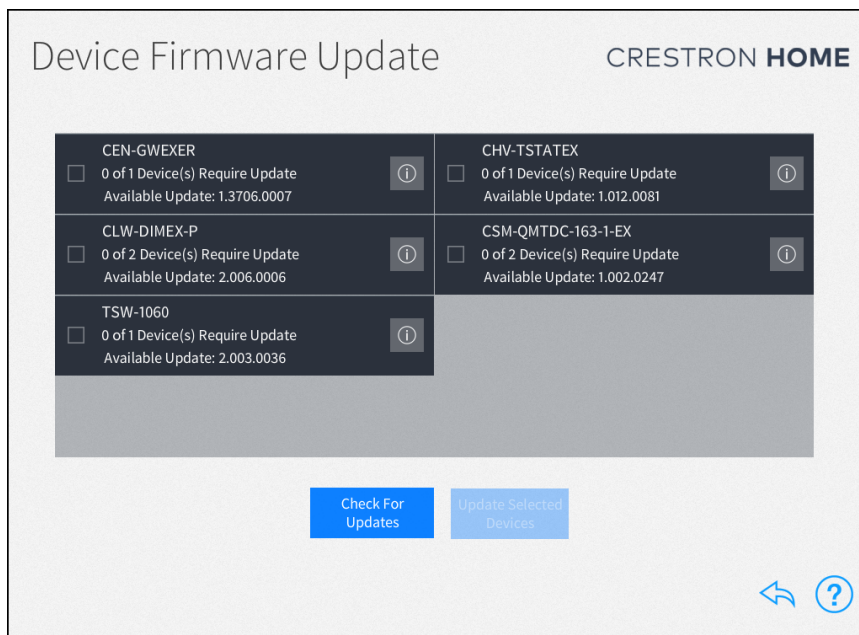 Device Firmware Update
CRESTRON HOME
CEN-GWEXER
0 of 1 Device(s) Require Update
Available Update: 1.3706.0007
CHV-TSTATEX
0 of 1 Device(s) Require Update
Available Update: 1.012.0081
CLW-DIMEX-P
0 of 2 Device(s) Require Update
Available Update: 2.006.0006
CSM-QMTDC-163-1-EX
0 of 2 Device(s) Require Update
Available Update: 1.002.0247
TSW-1060
0 of 1 Device(s) Require Update
Available Update: 2.003.0036
Check For
Updates
Update Selected
Devices
?